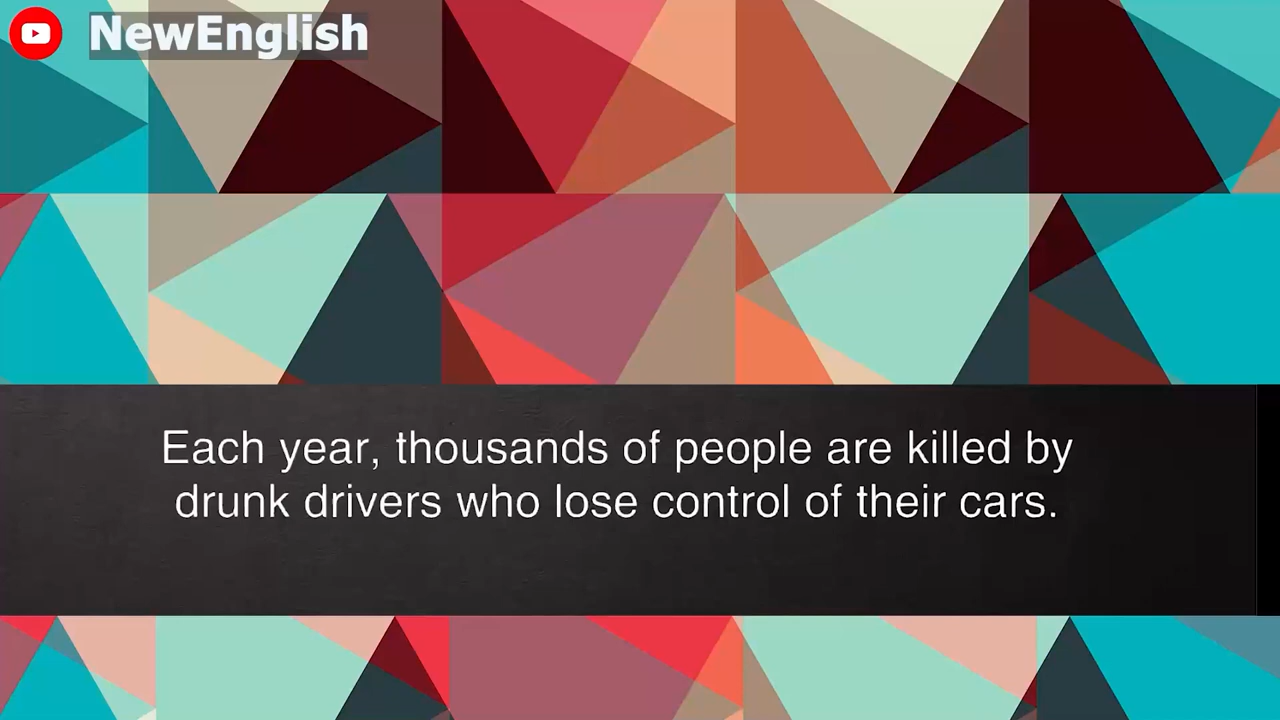 NewEnglish
Each year, thousands of people are killed by
drunk drivers who lose control of their cars.